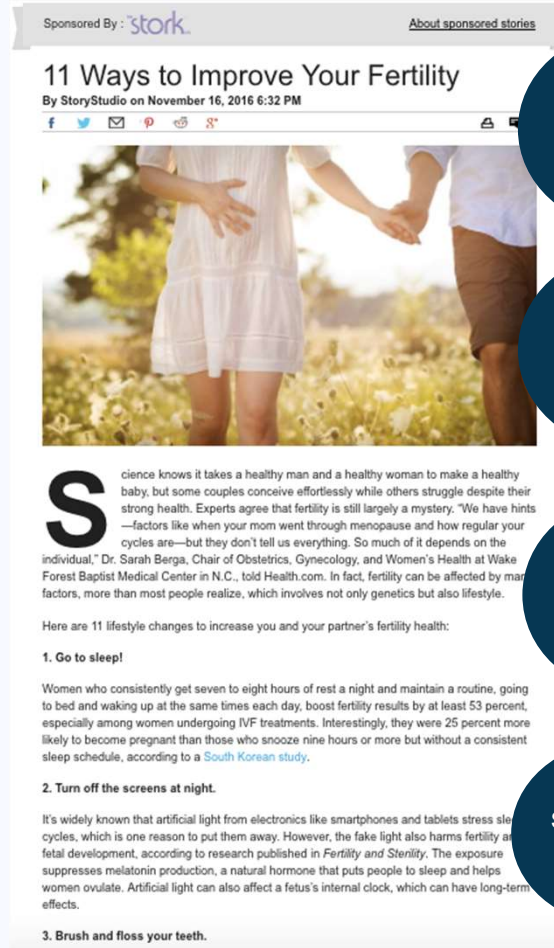 Sponsored By : The stork
About sponsored stories
11 Ways to Improve Your Fertility
By StoryStudio on November 16, 2016 6:32 PM
Science knows it takes a healthy man and a healthy woman to make a healthy
baby, but some couples conceive effortlessly while others struggle despite their
strong health. Experts agree that fertility is still largely a mystery. "We have hints
—factors like when your mom went through menopause and how regular your
cycles are—but they don't tell us everything. So much of it depends on the
individual," Dr. Sarah Berga, Chair of Obstetrics, Gynecology, and Women's Health at Wake
Forest Baptist Medical Center in N.C., told Health.com. In fact, fertility can be affected by
factors, more than most people realize, which involves not only genetics but also lifestyle.
Here are 11 lifestyle changes to increase you and your partner's fertility health:
1. Go to sleep!
Women who consistently get seven to eight hours of rest a night and maintain a routine, going
to bed and waking up at the same times each day, boost fertility results by at least 53 percent,
especially among women undergoing IVF treatments. Interestingly, they were 25 percent more
likely to become pregnant than those who snooze nine hours or more but without a consistent
sleep schedule, according to a South Korean study.
2. Turn off the screens at night.
It's widely known that artificial light from electronics like smartphones and tablets stress
cycles, which is one reason to put them away. However, the fake light also harms fertility
fetal development, according to research published in Fertility and Sterility. The exposure
suppresses melatonin production, a natural hormone that puts people to sleep and helps
women ovulate. Artificial light can also affect a fetus's internal clock, which can have long-term
effects.
3. Brush and floss your teeth.